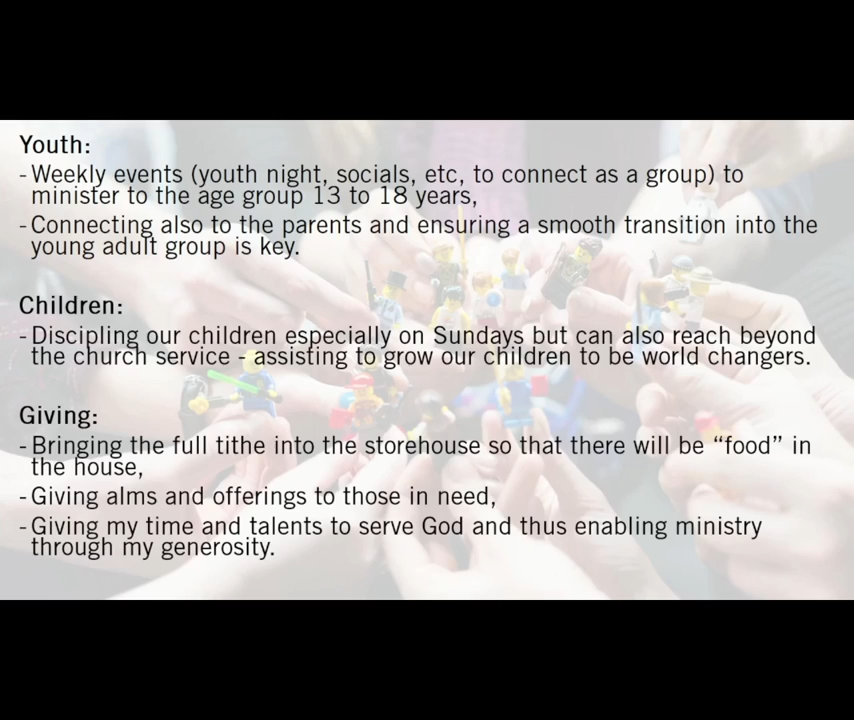 Youth:
- Weekly events (youth night, socials, etc, to connect as a group) to
minister to the age group 13 to 18 years,
- Connecting also to the parents and ensuring a smooth transition into the
young adult group is key.
Children:
- Discipling our children especially on Sundays but can also reach beyond
the church service - assisting to grow our children to be world changers.
Giving:
- Bringing the full tithe into the storehouse so that there will be “food” in
the house,
- Giving alms and offerings to those in need,
- Giving my time and talents to serve God and thus enabling ministry
through my generosity.